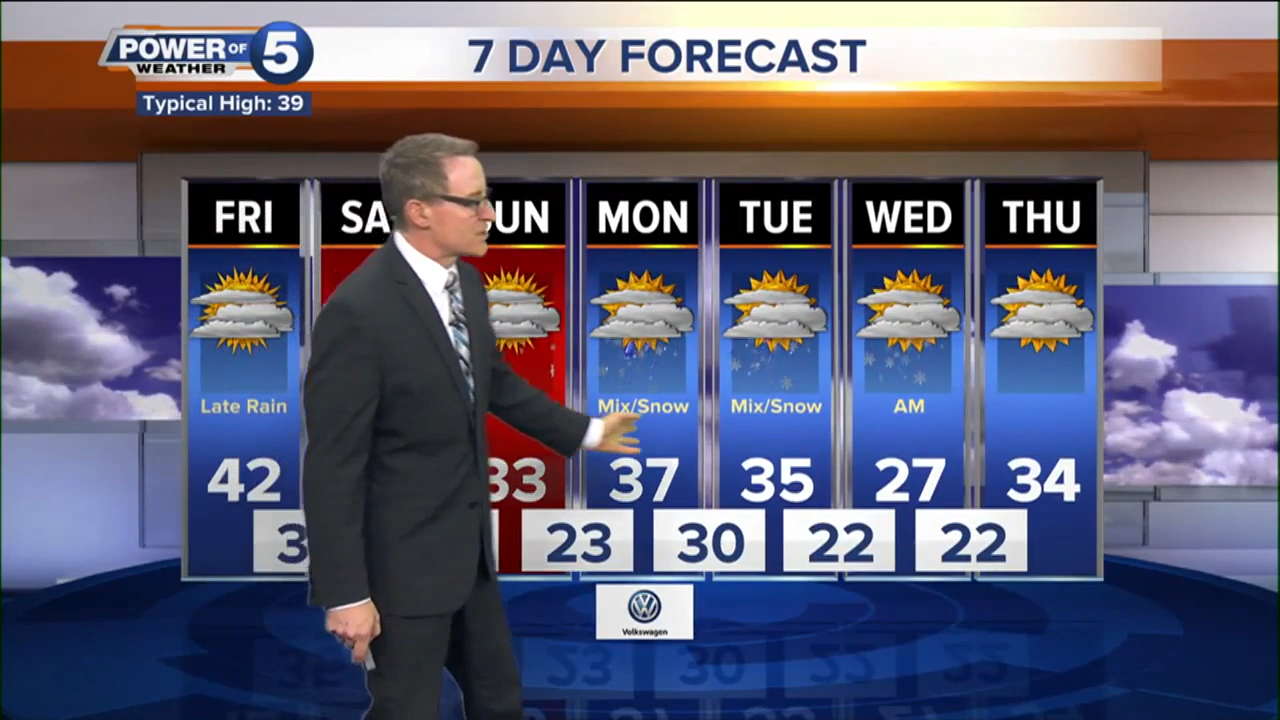 POWER OF 5
WEATHER
7 DAY FORECAST
Typical High: 39
FRI MON TUE WED THU
Late Rain Mix/Snow Mix/Snow AM
42 33 37 35 27 34
23 30 22 22
Volkswagen